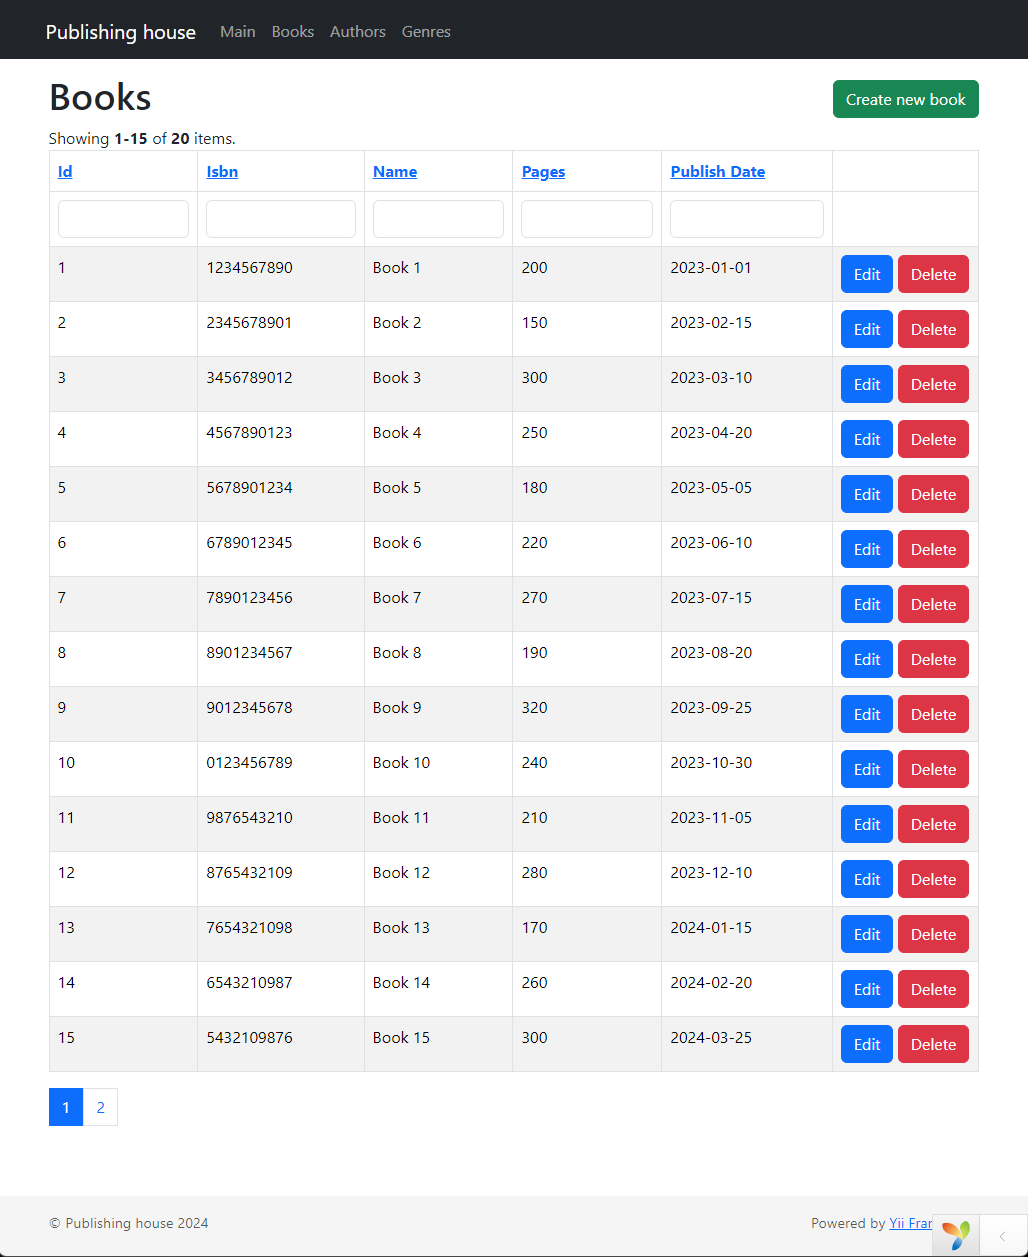 Publishing house Main Books Authors Genres
Books
Create new book
Showing 1-15 of 20 items.
Id Isbn Name Pages Publish Date
1 1234567890 Book 1 200 2023-01-01 Edit Delete
2 2345678901 Book 2 150 2023-02-15 Edit Delete
3 3456789012 Book 3 300 2023-03-10 Edit Delete
4 4567890123 Book 4 250 2023-04-20 Edit Delete
5 5678901234 Book 5 180 2023-05-05 Edit Delete
6 6789012345 Book 6 220 2023-06-10 Edit Delete
7 7890123456 Book 7 270 2023-07-15 Edit Delete
8 8901234567 Book 8 190 2023-08-20 Edit Delete
9 9012345678 Book 9 320 2023-09-25 Edit Delete
10 0123456789 Book 10 240 2023-10-30 Edit Delete
11 9876543210 Book 11 210 2023-11-05 Edit Delete
12 8765432109 Book 12 280 2023-12-10 Edit Delete
13 7654321098 Book 13 170 2024-01-15 Edit Delete
14 6543210987 Book 14 260 2024-02-20 Edit Delete
15 5432109876 Book 15 300 2024-03-25 Edit Delete
1 2
© Publishing house 2024 Powered by Yii